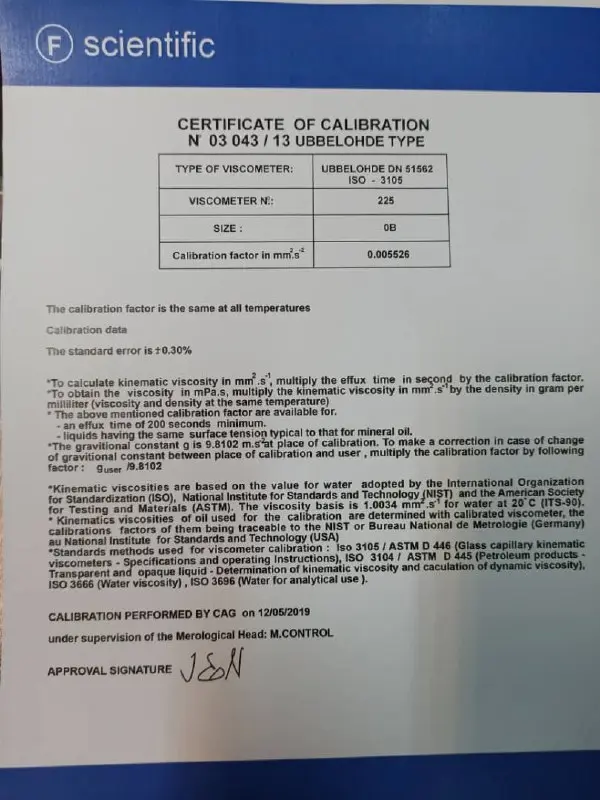 F scientific
CERTIFICATE OF CALIBRATION
N° 03 043 / 13 UBBELOHDE TYPE
TYPE OF VISCOMETER: UBBELOHDE DN 51562
ISO - 3105
VISCOMETER N°: 225
SIZE : 0B
Calibration factor in mm².s⁻² 0.005526
The calibration factor is the same at all temperatures
Calibration data
The standard error is ±0.30%
*To calculate kinematic viscosity in mm².s⁻¹, multiply the effux time in second by the calibration factor.
*To obtain the viscosity in mPa.s, multiply the kinematic viscosity in mm².s⁻¹ by the density in gram per
milliliter (viscosity and density at the same temperature)
* The above mentioned calibration factor are available for.
- an effux time of 200 seconds minimum.
- liquids having the same surface tension typical to that for mineral oil.
*The gravitional constant g is 9.8102 m.s² at place of calibration. To make a correction in case of change
of gravitional constant between place of calibration and user , multiply the calibration factor by following
factor : guser /9.8102
*Kinematic viscosities are based on the value for water adopted by the International Organization
for Standardization (ISO), National Institute for Standards and Technology (NIST) and the American Society
for Testing and Materials (ASTM). The viscosity basis is 1.0034 mm².s⁻¹ for water at 20°C (ITS-90).
* Kinematics viscosities of oil used for the calibration are determined with calibrated viscometer, the
calibrations factors of them being traceable to the NIST or Bureau National de Metrologie (Germany)
au National Institute for Standards and Technology (USA)
*Standards methods used for viscometer calibration : Iso 3105 / ASTM D 446 (Glass capillary kinematic
viscometers - Specifications and operating Instructions), ISO 3104 / ASTM D 445 (Petroleum products -
Transparent and opaque liquid - Determination of kinematic viscosity and caculation of dynamic viscosity),
ISO 3666 (Water viscosity) , ISO 3696 (Water for analytical use ).
CALIBRATION PERFORMED BY CAG on 12/05/2019
under supervision of the Merological Head: M.CONTROL
APPROVAL SIGNATURE